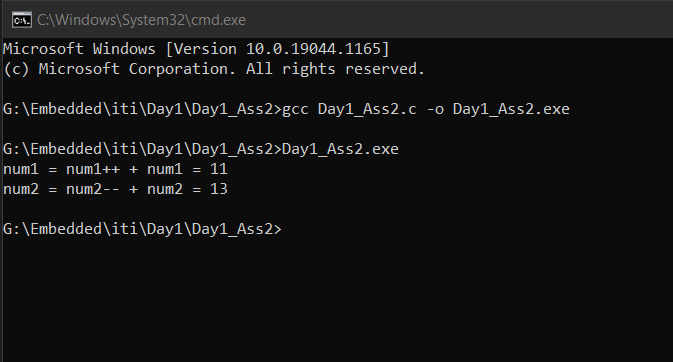 C:\Windows\System32\cmd.exe
Microsoft Windows [Version 10.0.19044.1165]
(c) Microsoft Corporation. All rights reserved.
G:\Embedded\iti\Day1\Day1_Ass2>gcc Day1_Ass2.c -o Day1_Ass2.exe
G:\Embedded\iti\Day1\Day1_Ass2>Day1_Ass2.exe
num1 = num1++ + num1 = 11
num2 = num2-- + num2 = 13
G:\Embedded\iti\Day1\Day1_Ass2>